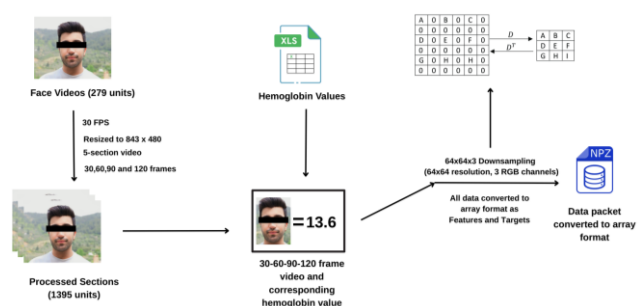 Face Videos (279 units)
30 FPS
Resized to 843 x 480
5-section video
30,60,90 and 120 frames
Processed Sections
(1395 units)
XLS
Hemoglobin Values
=13.6
30-60-90-120 frame
video and
corresponding
hemoglobin value
A 0 B 0 C 0
0 0 0 0 0 0
D 0 E 0 F 0
0 0 0 0 0 0
G 0 H 0 H 0
0 0 0 0 0 0
D
Dᵀ
A B C
D E F
G H I
64x64x3 Downsampling
(64x64 resolution, 3 RGB channels)
All data converted to
array format as
Features and Targets
NPZ
Data packet
converted to array
format